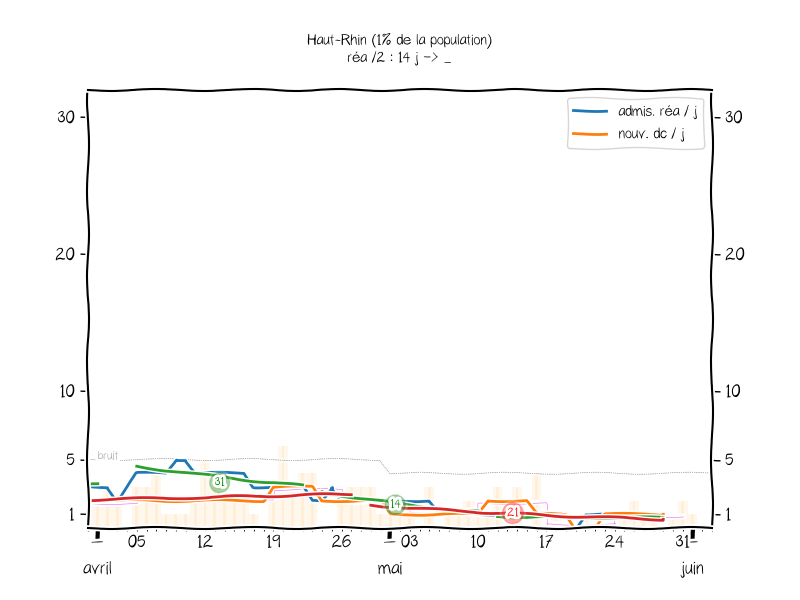 Haut-Rhin (1% de la population)
réa /2 : 14 j -> _
admis. réa / j
nouv. dc / j
30 30
20 20
10 10
5 5
bruit
31
14
21
1 1
05 12 19 26 03 10 17 24 31
avril mai juin